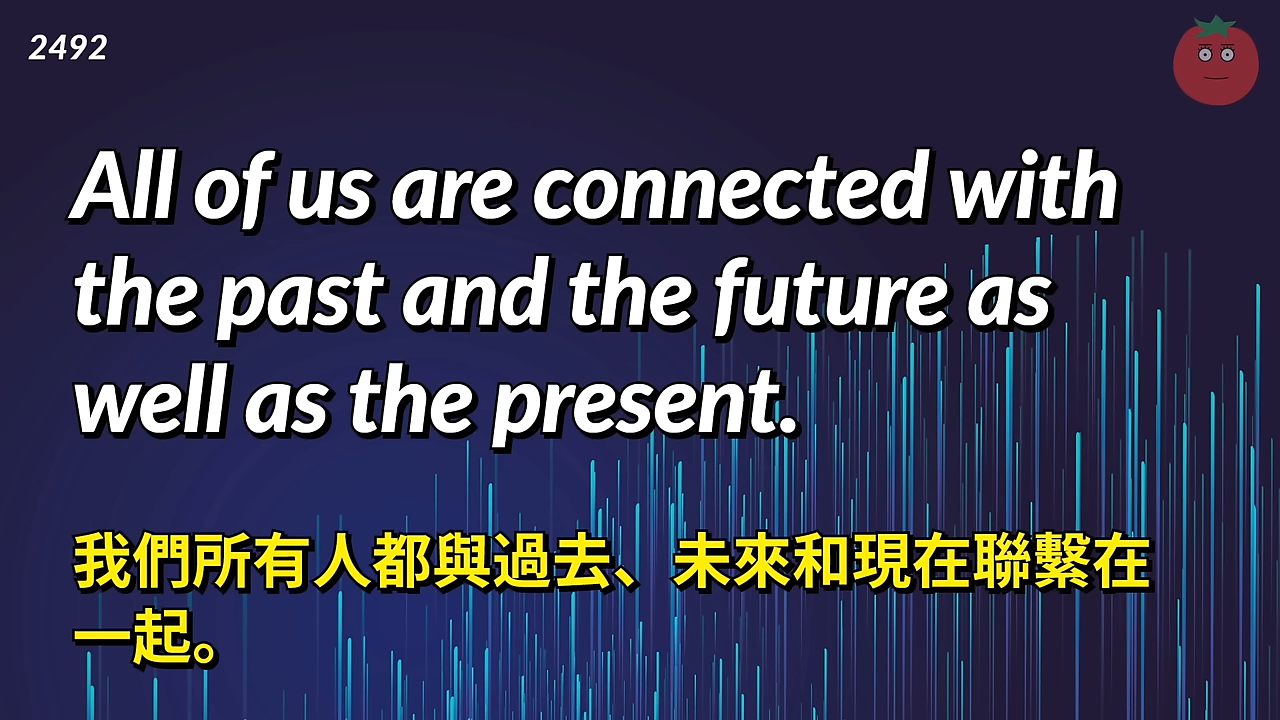 2492
All of us are connected with
the past and the future as
well as the present.
我們所有人都與過去、未來和現在聯繫在
一起。